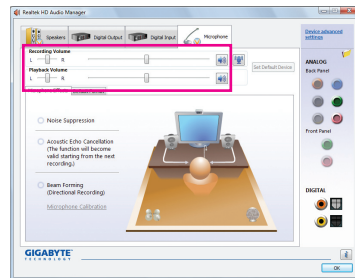 Realtek HD Audio Manager
Speakers
Digital Output
Digital Input
Microphone
Device advanced
settings
Recording Volume
L R
Set Default Device
Playback Volume
L R
ANALOG
Back Panel
Noise Suppression
Acoustic Echo Cancellation
(The function will become
valid starting from the next
recording.)
Front Panel
Beam Forming
(Directional Recording)
Microphone Calibration
DIGITAL
GIGABYTE
TECHNOLOGY
i
OK